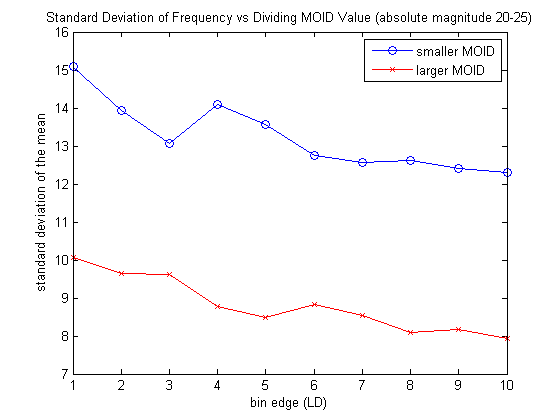 Standard Deviation of Frequency vs Dividing MOID Value (absolute magnitude 20-25)
16
15
14
13
12
11
10
9
8
7
standard deviation of the mean
smaller MOID
larger MOID
1 2 3 4 5 6 7 8 9 10
bin edge (LD)